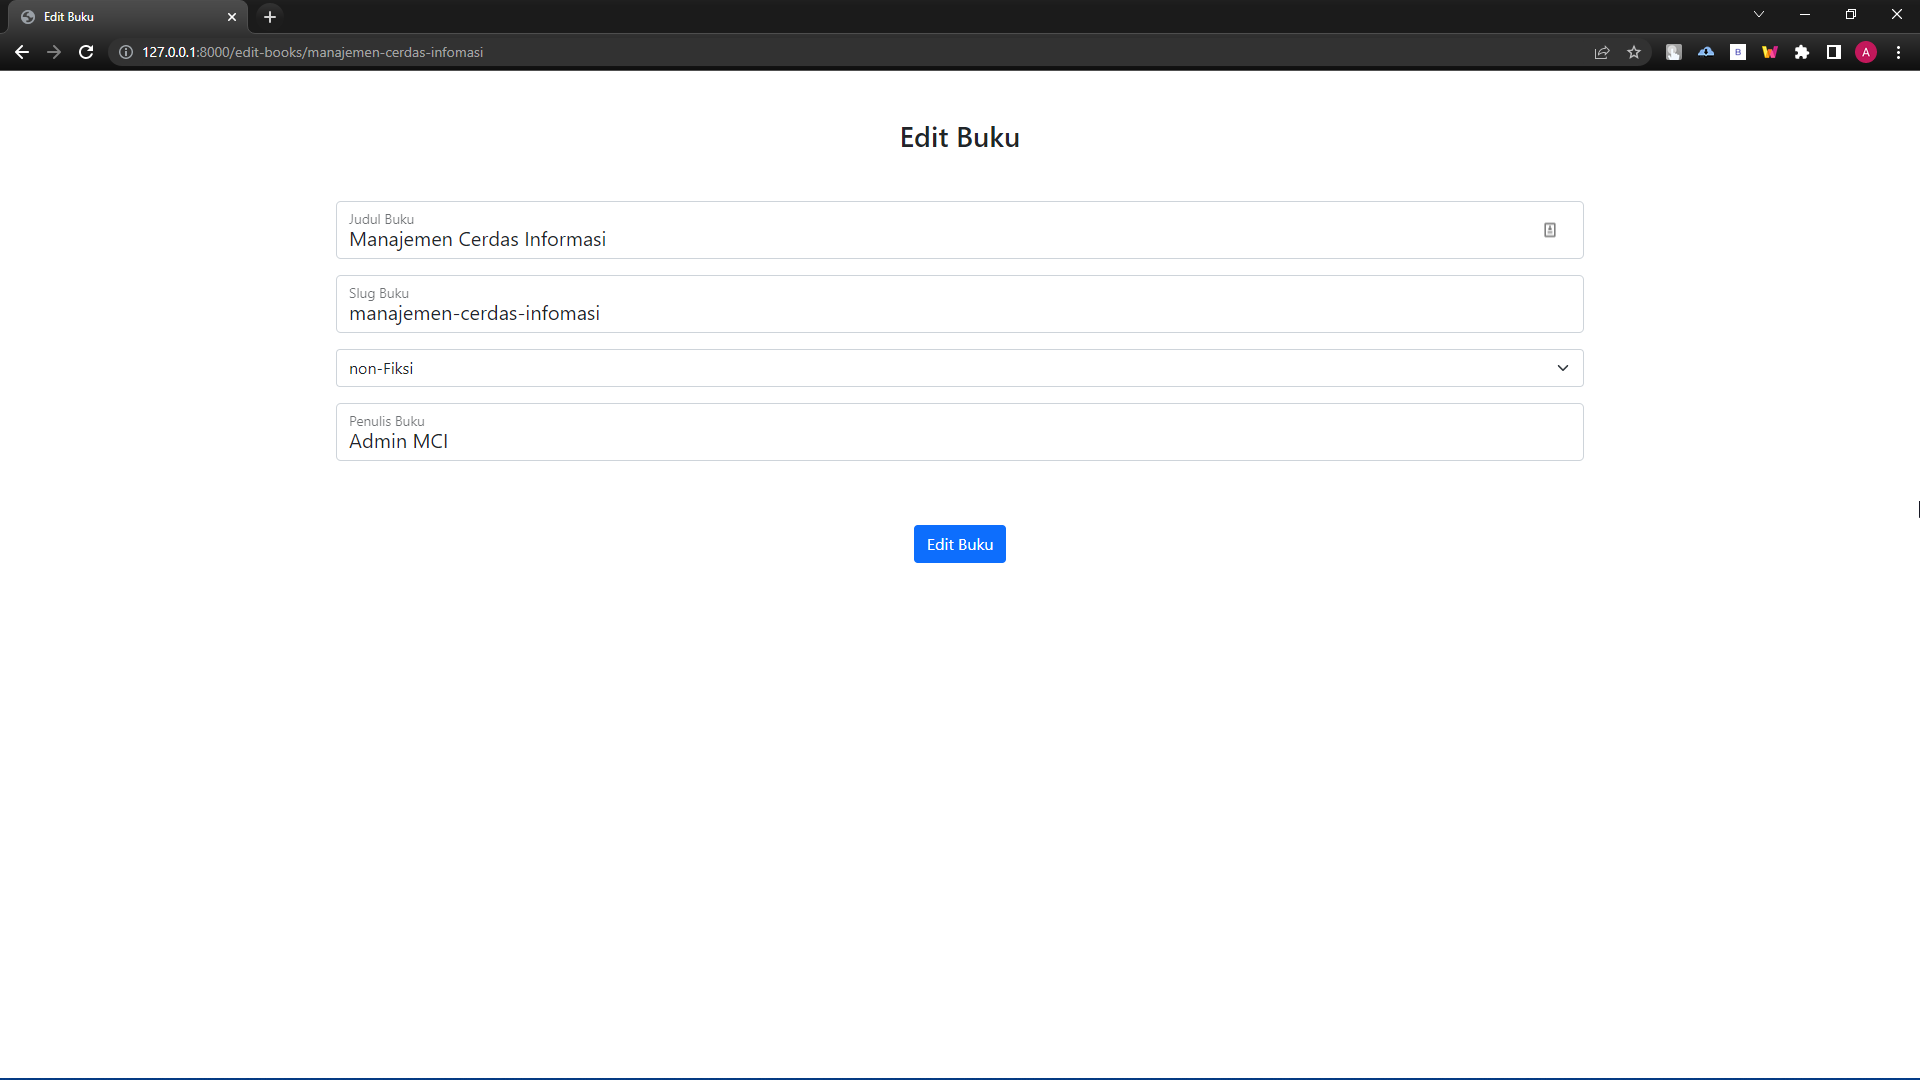 Edit Buku
127.0.0.1:8000/edit-books/manajemen-cerdas-infomasi
B
A
Edit Buku
Judul Buku
Manajemen Cerdas Informasi
Slug Buku
manajemen-cerdas-infomasi
non-Fiksi
Penulis Buku
Admin MCI
Edit Buku